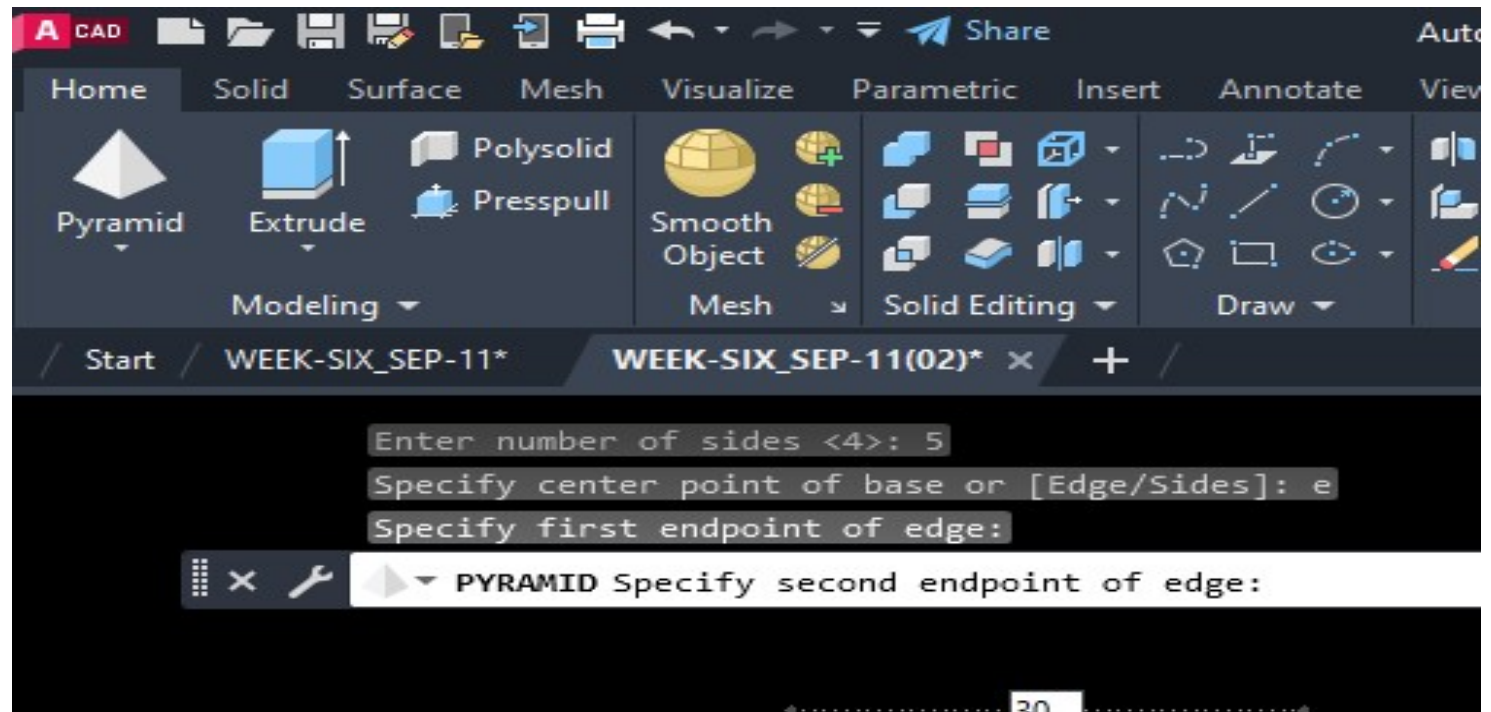 A CAD Share Auto
Home Solid Surface Mesh Visualize Parametric Insert Annotate View
Polysolid
Presspull
Pyramid Extrude Smooth Object
Modeling Mesh Solid Editing Draw
Start WEEK-SIX_SEP-11* WEEK-SIX_SEP-11(02)*
Enter number of sides <4>: 5
Specify center point of base or [Edge/Sides]: e
Specify first endpoint of edge:
PYRAMID Specify second endpoint of edge:
30